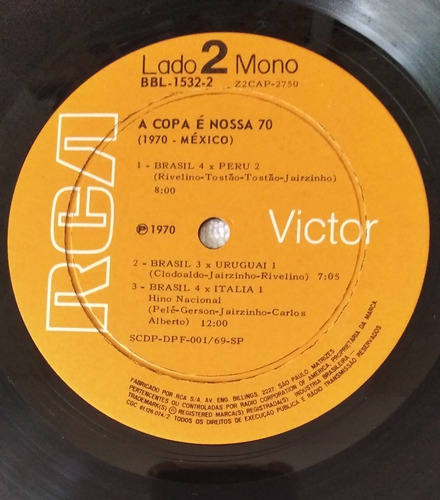 Lado 2 Mono
BBL-1532-2 Z2CAP-2750
A COPA É NOSSA 70
(1970 - MÉXICO)
1 - BRASIL 4 x PERU 2
(Rivelino-Tostão-Tostão-Jairzinho)
8:00
RCA
℗ 1970
Victor
2 - BRASIL 3 x URUGUAI 1
(Clodoaldo-Jairzinho-Rivelino) 7:05
3 - BRASIL 4 x ITALIA 1
Hino Nacional
(Pelé-Gerson-Jairzinho-Carlos
Alberto) 12:00
SCDP-DPF-001/69-SP
FABRICADO POR RCA S/A. AV. ENG. BILLINGS, 2227, SÃO PAULO, MATRIZES
PERTENCENTES OU CONTROLADAS POR RADIO CORPORATION OF AMERICA, PROPRIETÁRIA DA MARCA
TRADEMARK(S) ® REGISTERED MARCA(S) REGISTRADA(S) INDÚSTRIA BRASILEIRA
CGC TODOS OS DIREITOS DE EXECUÇÃO PÚBLICA E RADIO TRANSMISSÃO RESERVADOS